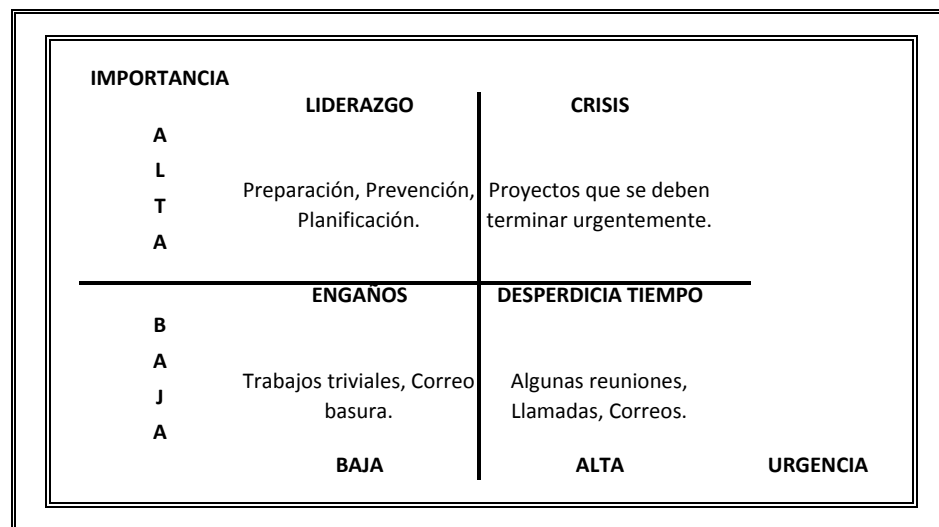 IMPORTANCIA
LIDERAZGO
CRISIS
A
L
T
A
Preparación, Prevención,
Planificación.
Proyectos que se deben
terminar urgentemente.
ENGAÑOS
DESPERDICIA TIEMPO
B
A
J
A
Trabajos triviales, Correo
basura.
Algunas reuniones,
Llamadas, Correos.
BAJA
ALTA
URGENCIA